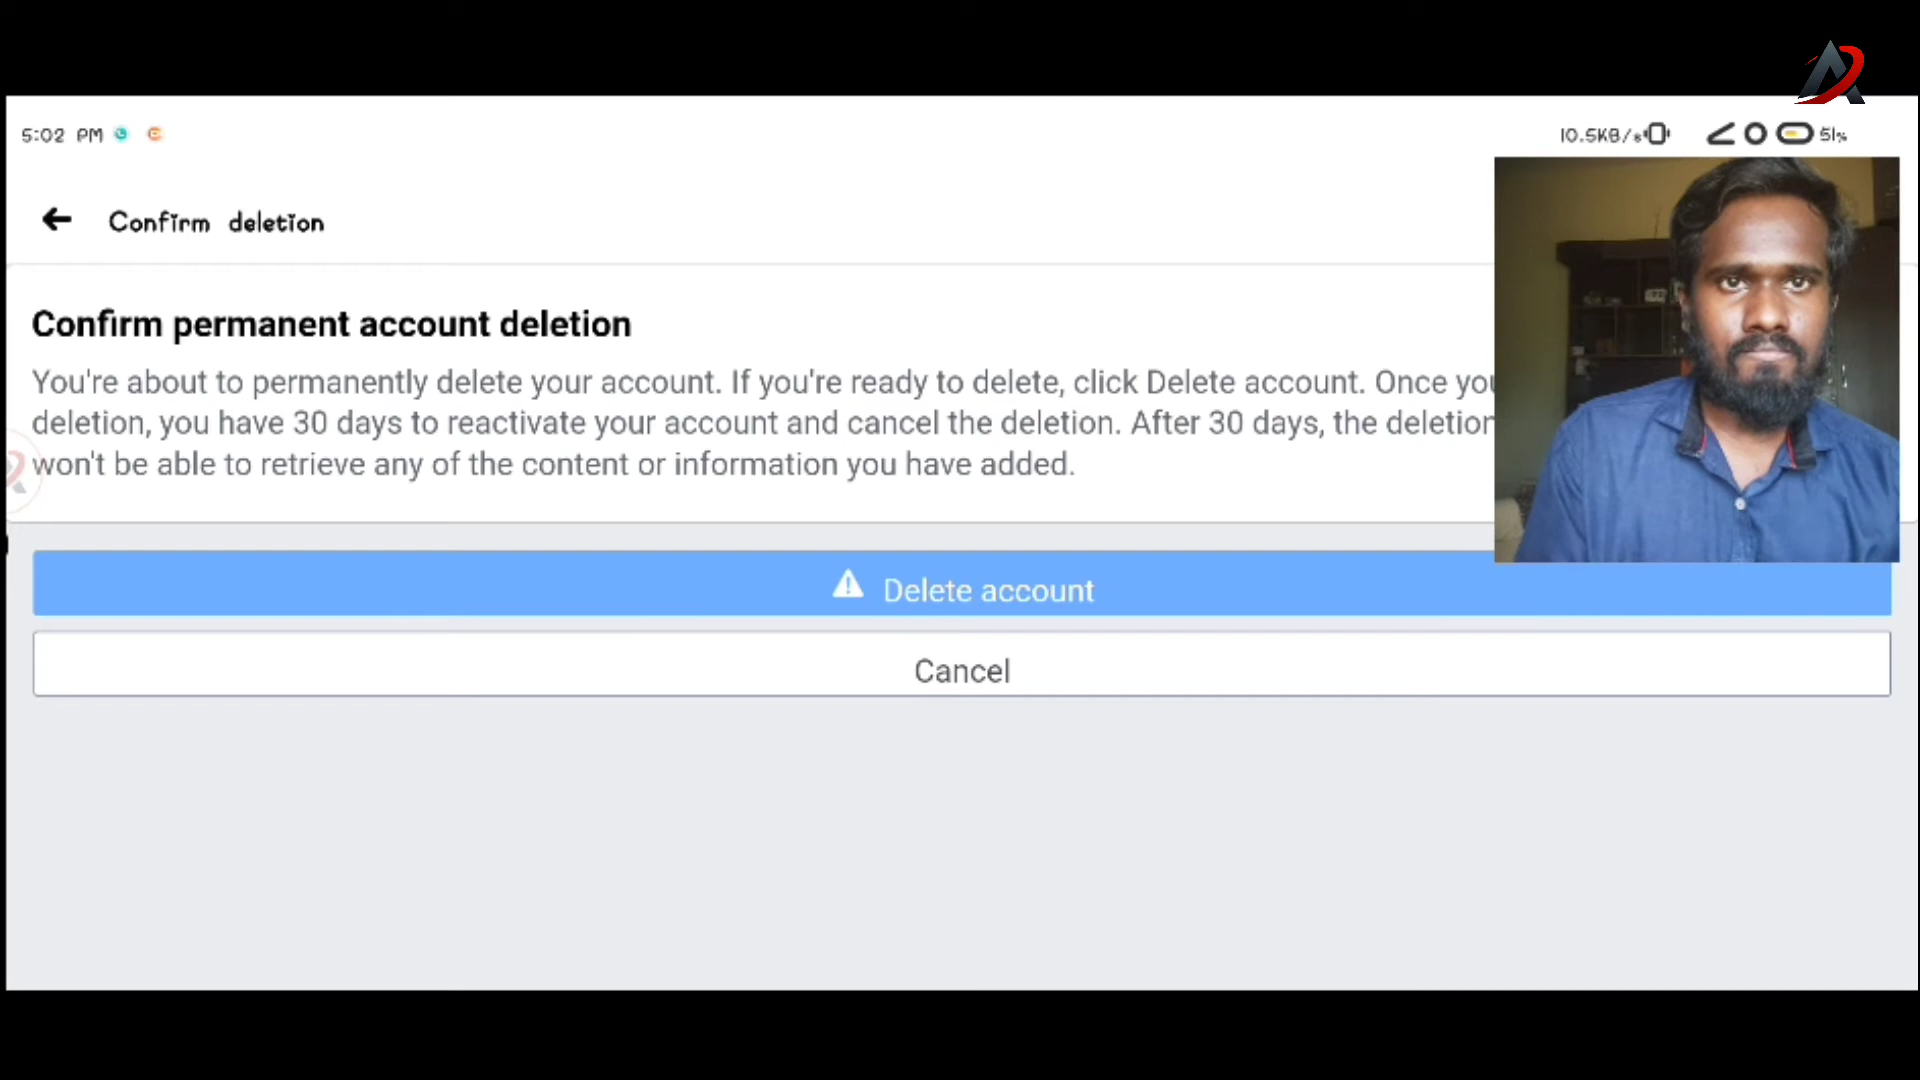 5:02 PM
10.5KB/s
51%
Confirm deletion
Confirm permanent account deletion
You're about to permanently delete your account. If you're ready to delete, click Delete account. Once you
deletion, you have 30 days to reactivate your account and cancel the deletion. After 30 days, the deletion
won't be able to retrieve any of the content or information you have added.
Delete account
Cancel